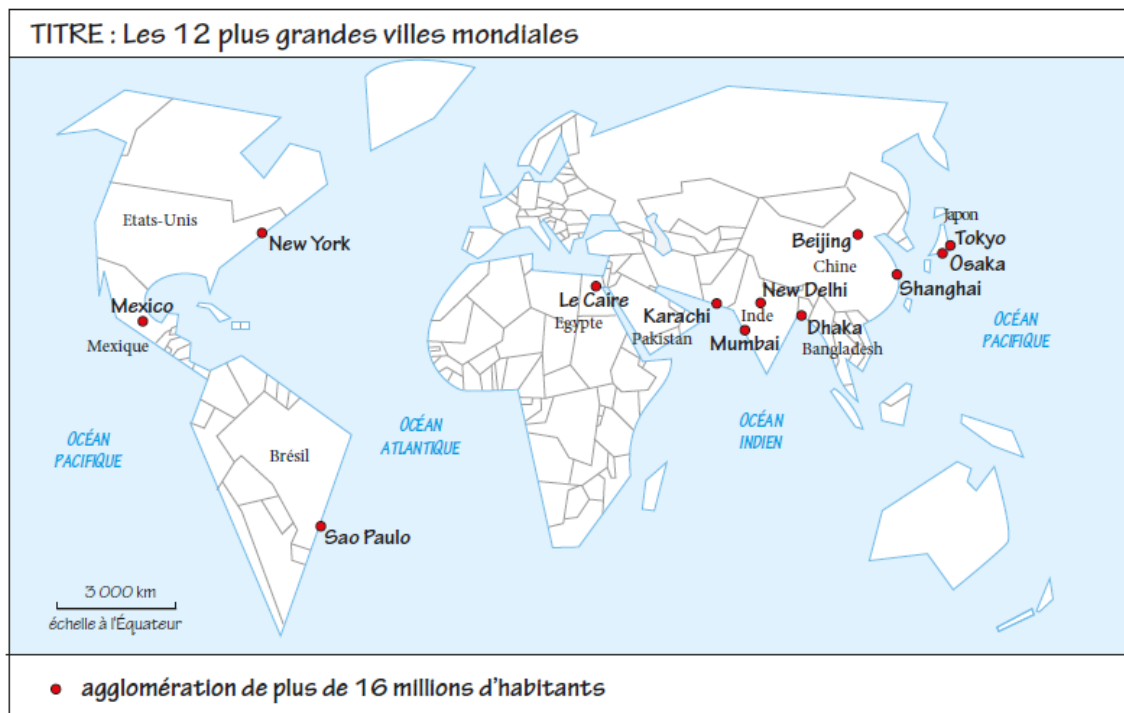 TITRE : Les 12 plus grandes villes mondiales
Etats-Unis
New York
Mexico
Mexique
Brésil
Sao Paulo
OCÉAN
PACIFIQUE
OCÉAN
ATLANTIQUE
Le Caire
Egypte
Karachi
Pakistan
New Delhi
Inde
Mumbai
Dhaka
Bangladesh
Beijing
Chine
Shanghai
Japon
Tokyo
Osaka
OCÉAN
PACIFIQUE
OCÉAN
INDIEN
3 000 km
échelle à l'Équateur
agglomération de plus de 16 millions d'habitants